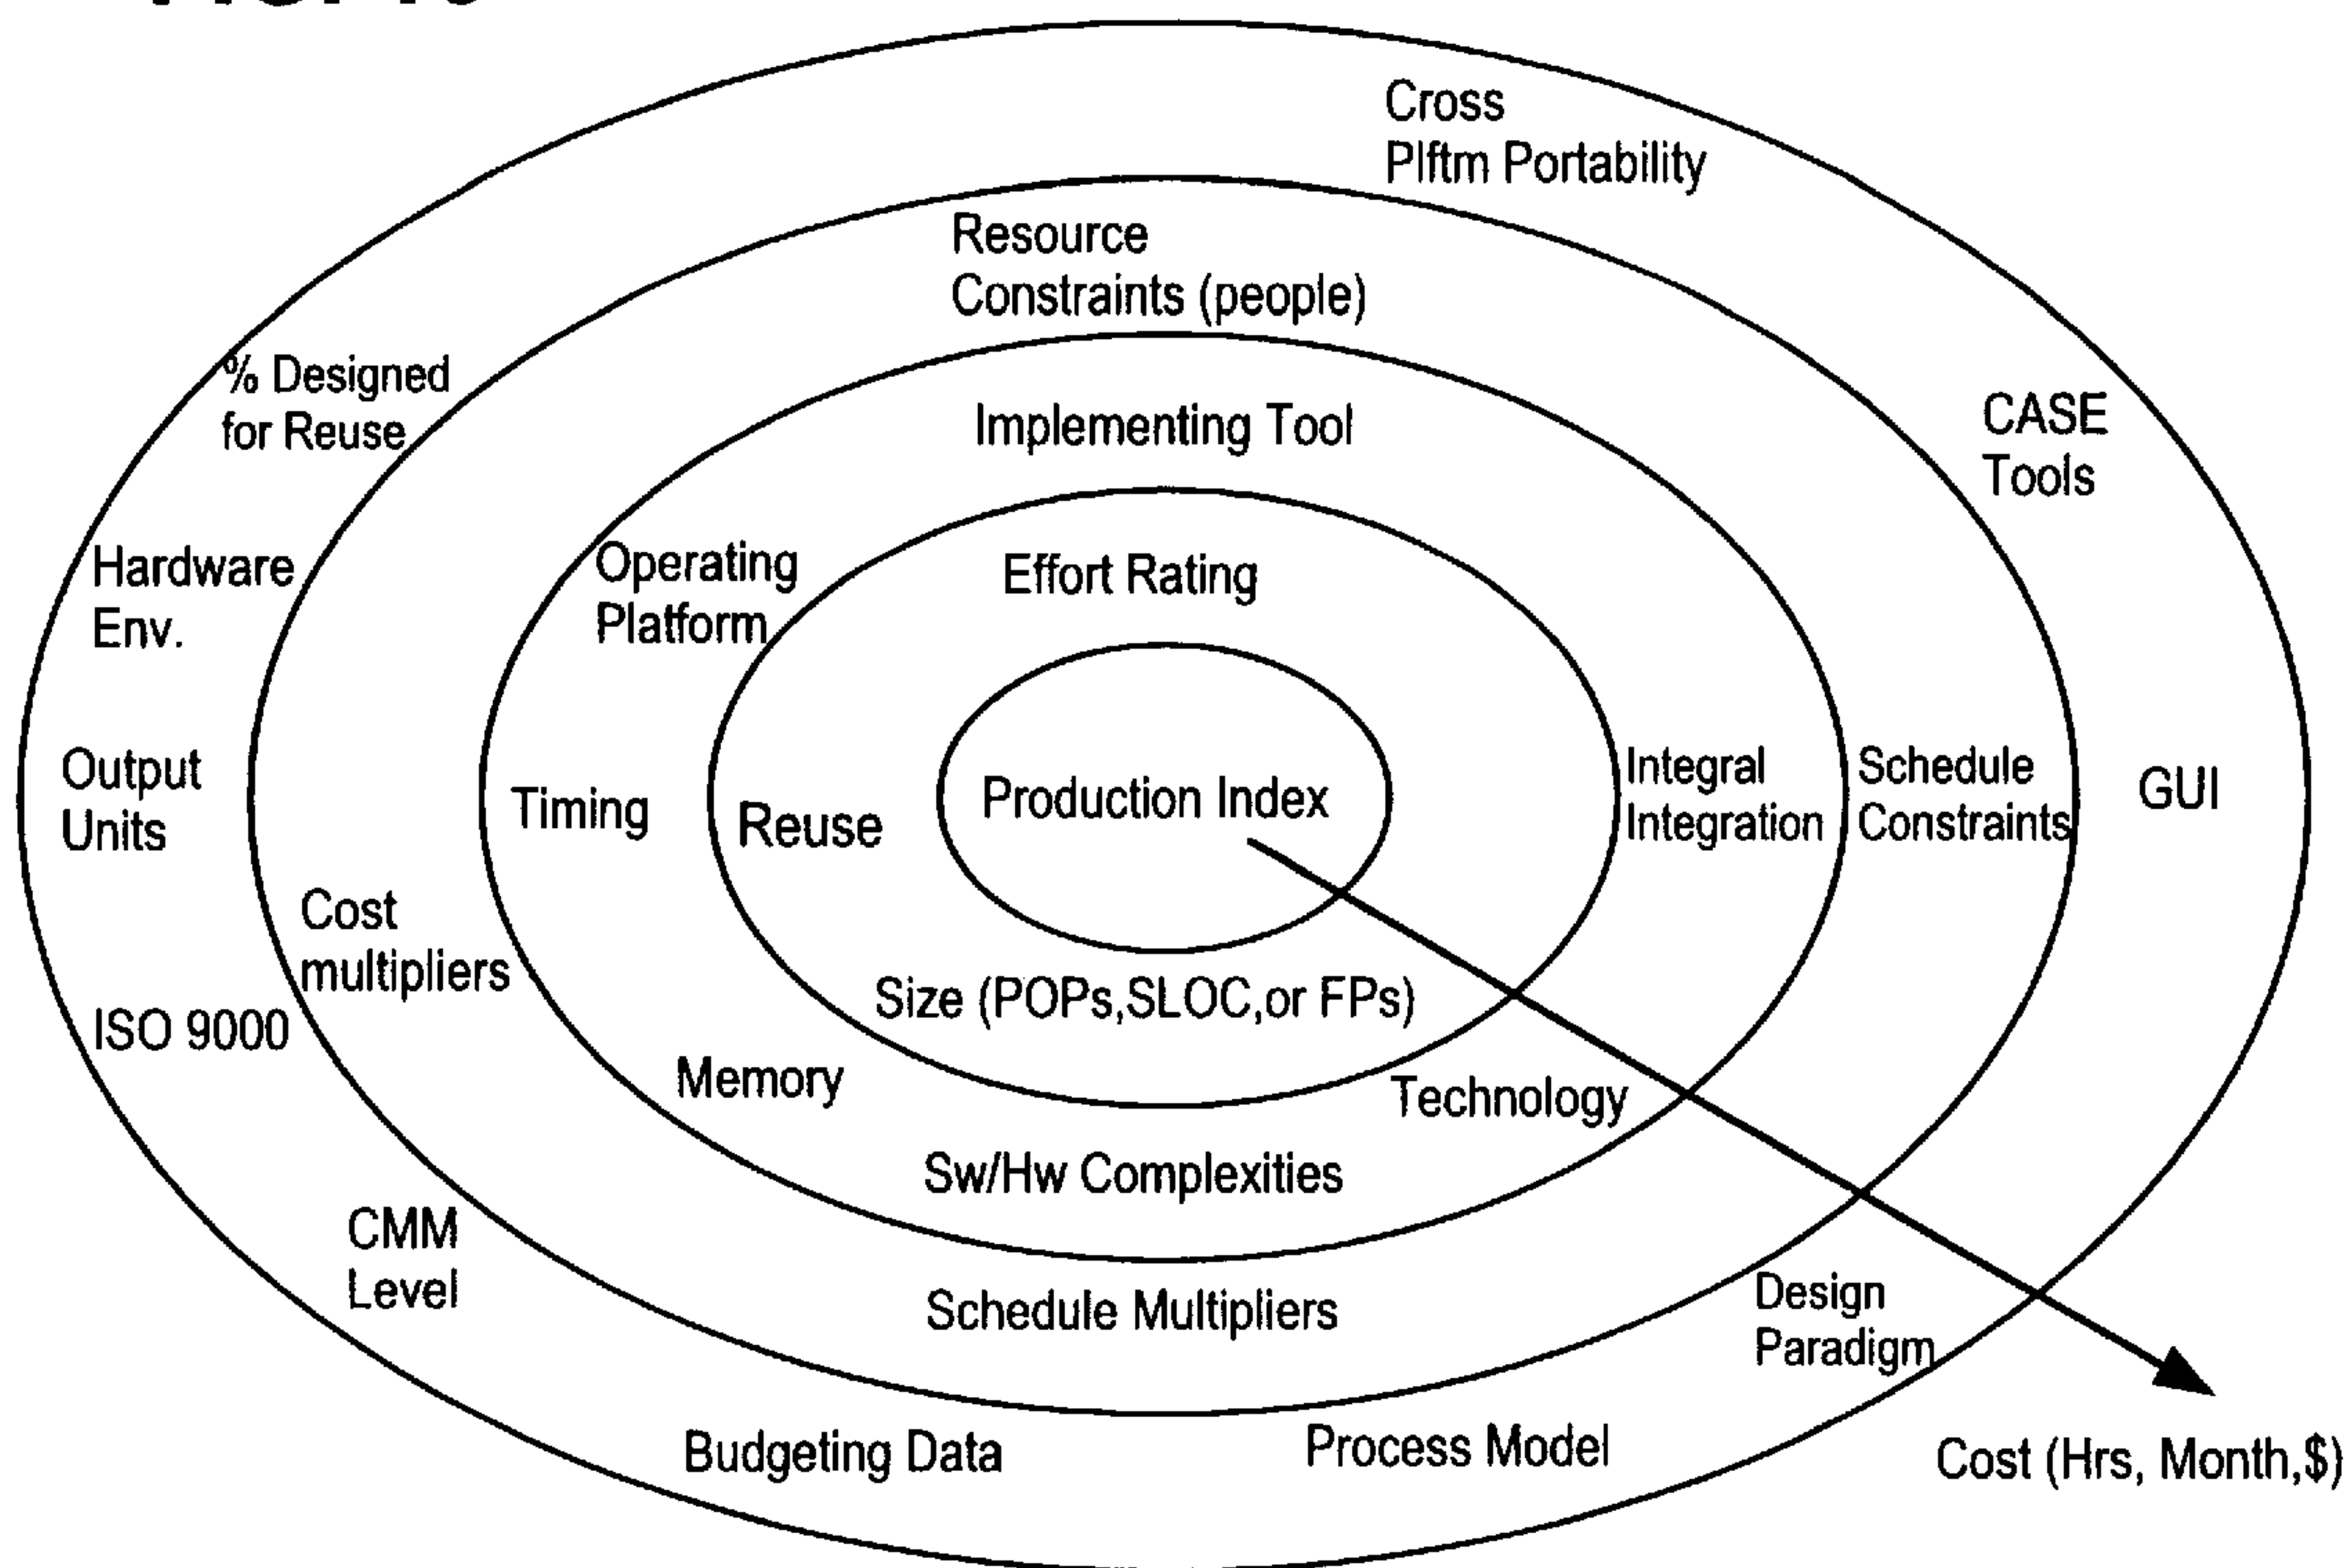 Cross
Plftm Portability
Resource
Constraints (people)
% Designed
for Reuse
Implementing Tool
CASE
Tools
Hardware
Env.
Operating
Platform
Effort Rating
Output
Units
Timing
Reuse
Production Index
Integral
Integration
Schedule
Constraints
GUI
Cost
multipliers
Size (POPs,SLOC,or FPs)
ISO 9000
Memory
Technology
Sw/Hw Complexities
CMM
Level
Schedule Multipliers
Design
Paradigm
Budgeting Data
Process Model
Cost (Hrs, Month,$)